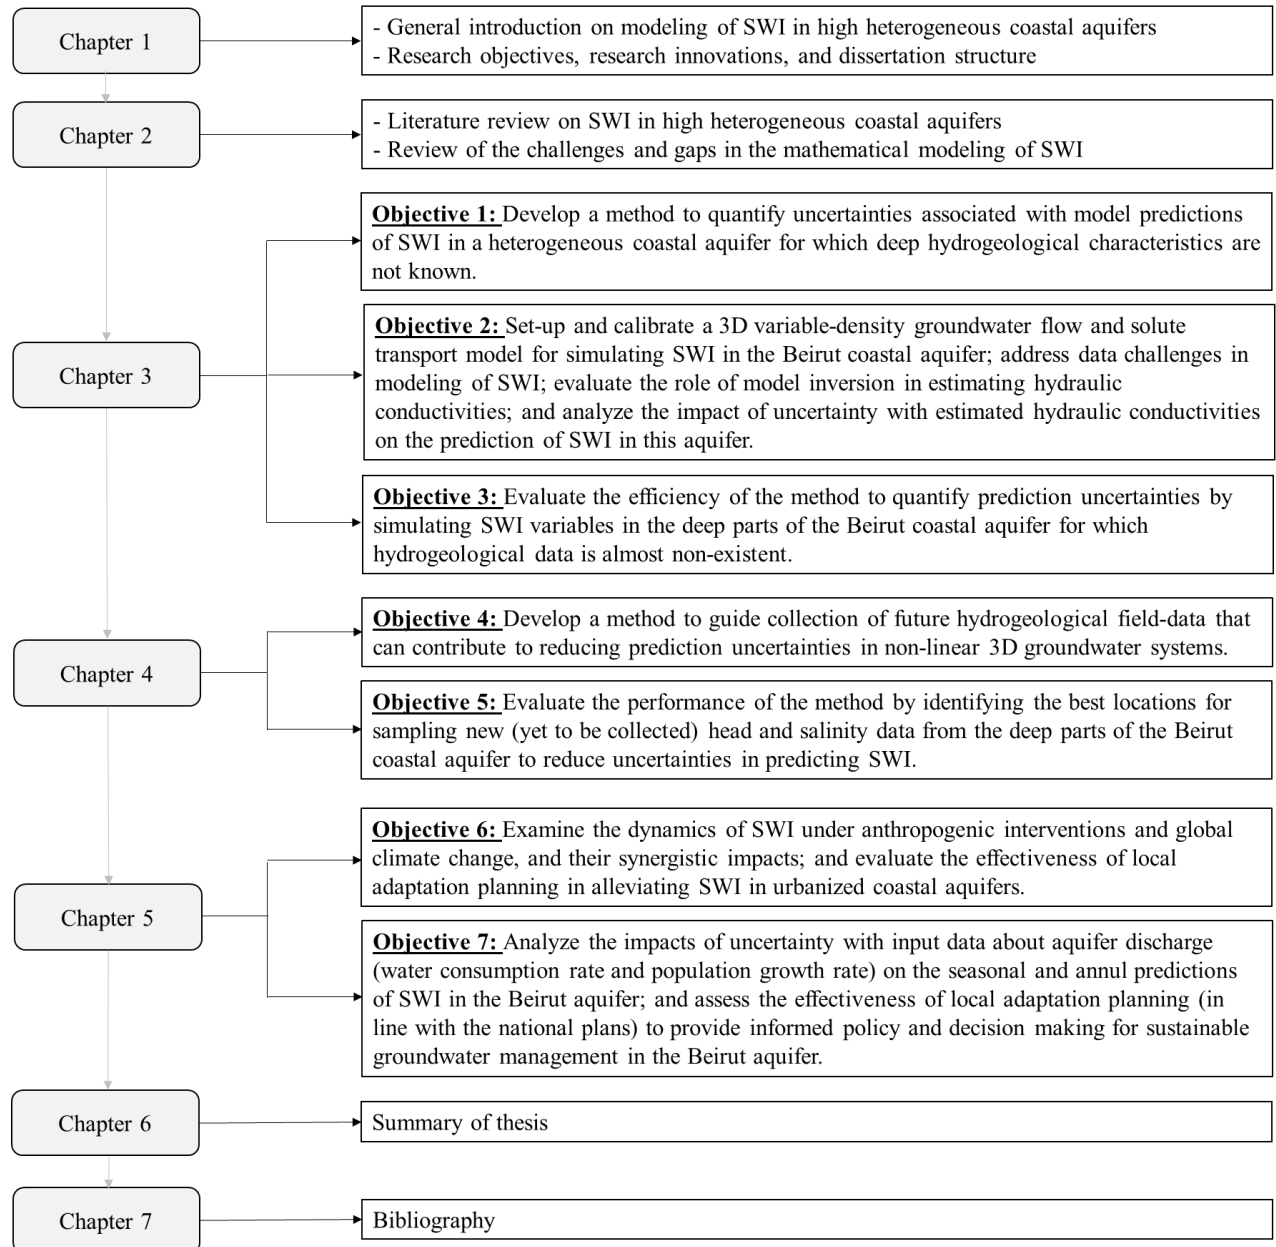 Chapter 1
- General introduction on modeling of SWI in high heterogeneous coastal aquifers
- Research objectives, research innovations, and dissertation structure
Chapter 2
- Literature review on SWI in high heterogeneous coastal aquifers
- Review of the challenges and gaps in the mathematical modeling of SWI
Chapter 3
Objective 1: Develop a method to quantify uncertainties associated with model predictions
of SWI in a heterogeneous coastal aquifer for which deep hydrogeological characteristics are
not known.
Objective 2: Set-up and calibrate a 3D variable-density groundwater flow and solute
transport model for simulating SWI in the Beirut coastal aquifer; address data challenges in
modeling of SWI; evaluate the role of model inversion in estimating hydraulic
conductivities; and analyze the impact of uncertainty with estimated hydraulic conductivities
on the prediction of SWI in this aquifer.
Objective 3: Evaluate the efficiency of the method to quantify prediction uncertainties by
simulating SWI variables in the deep parts of the Beirut coastal aquifer for which
hydrogeological data is almost non-existent.
Chapter 4
Objective 4: Develop a method to guide collection of future hydrogeological field-data that
can contribute to reducing prediction uncertainties in non-linear 3D groundwater systems.
Objective 5: Evaluate the performance of the method by identifying the best locations for
sampling new (yet to be collected) head and salinity data from the deep parts of the Beirut
coastal aquifer to reduce uncertainties in predicting SWI.
Chapter 5
Objective 6: Examine the dynamics of SWI under anthropogenic interventions and global
climate change, and their synergistic impacts; and evaluate the effectiveness of local
adaptation planning in alleviating SWI in urbanized coastal aquifers.
Objective 7: Analyze the impacts of uncertainty with input data about aquifer discharge
(water consumption rate and population growth rate) on the seasonal and annul predictions
of SWI in the Beirut aquifer; and assess the effectiveness of local adaptation planning (in
line with the national plans) to provide informed policy and decision making for sustainable
groundwater management in the Beirut aquifer.
Chapter 6
Summary of thesis
Chapter 7
Bibliography